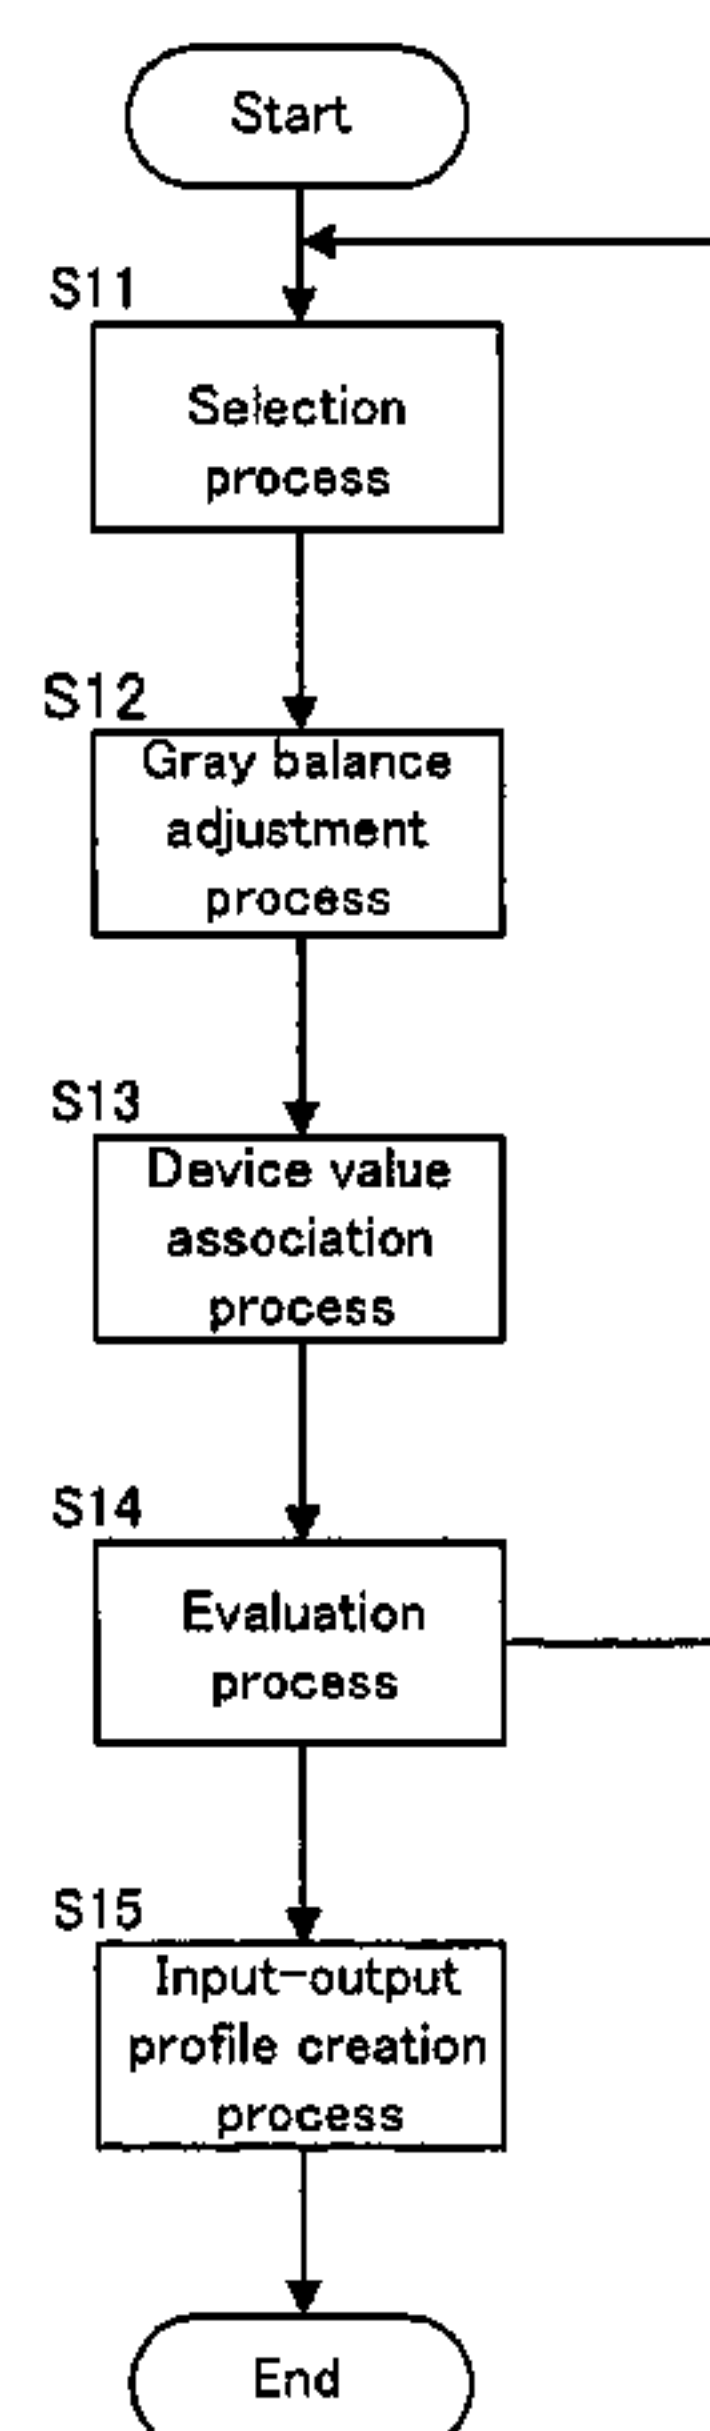 Start
S11
Selection
process
S12
Gray balance
adjustment
process
S13
Device value
association
process
S14
Evaluation
process
S15
Input-output
profile creation
process
End